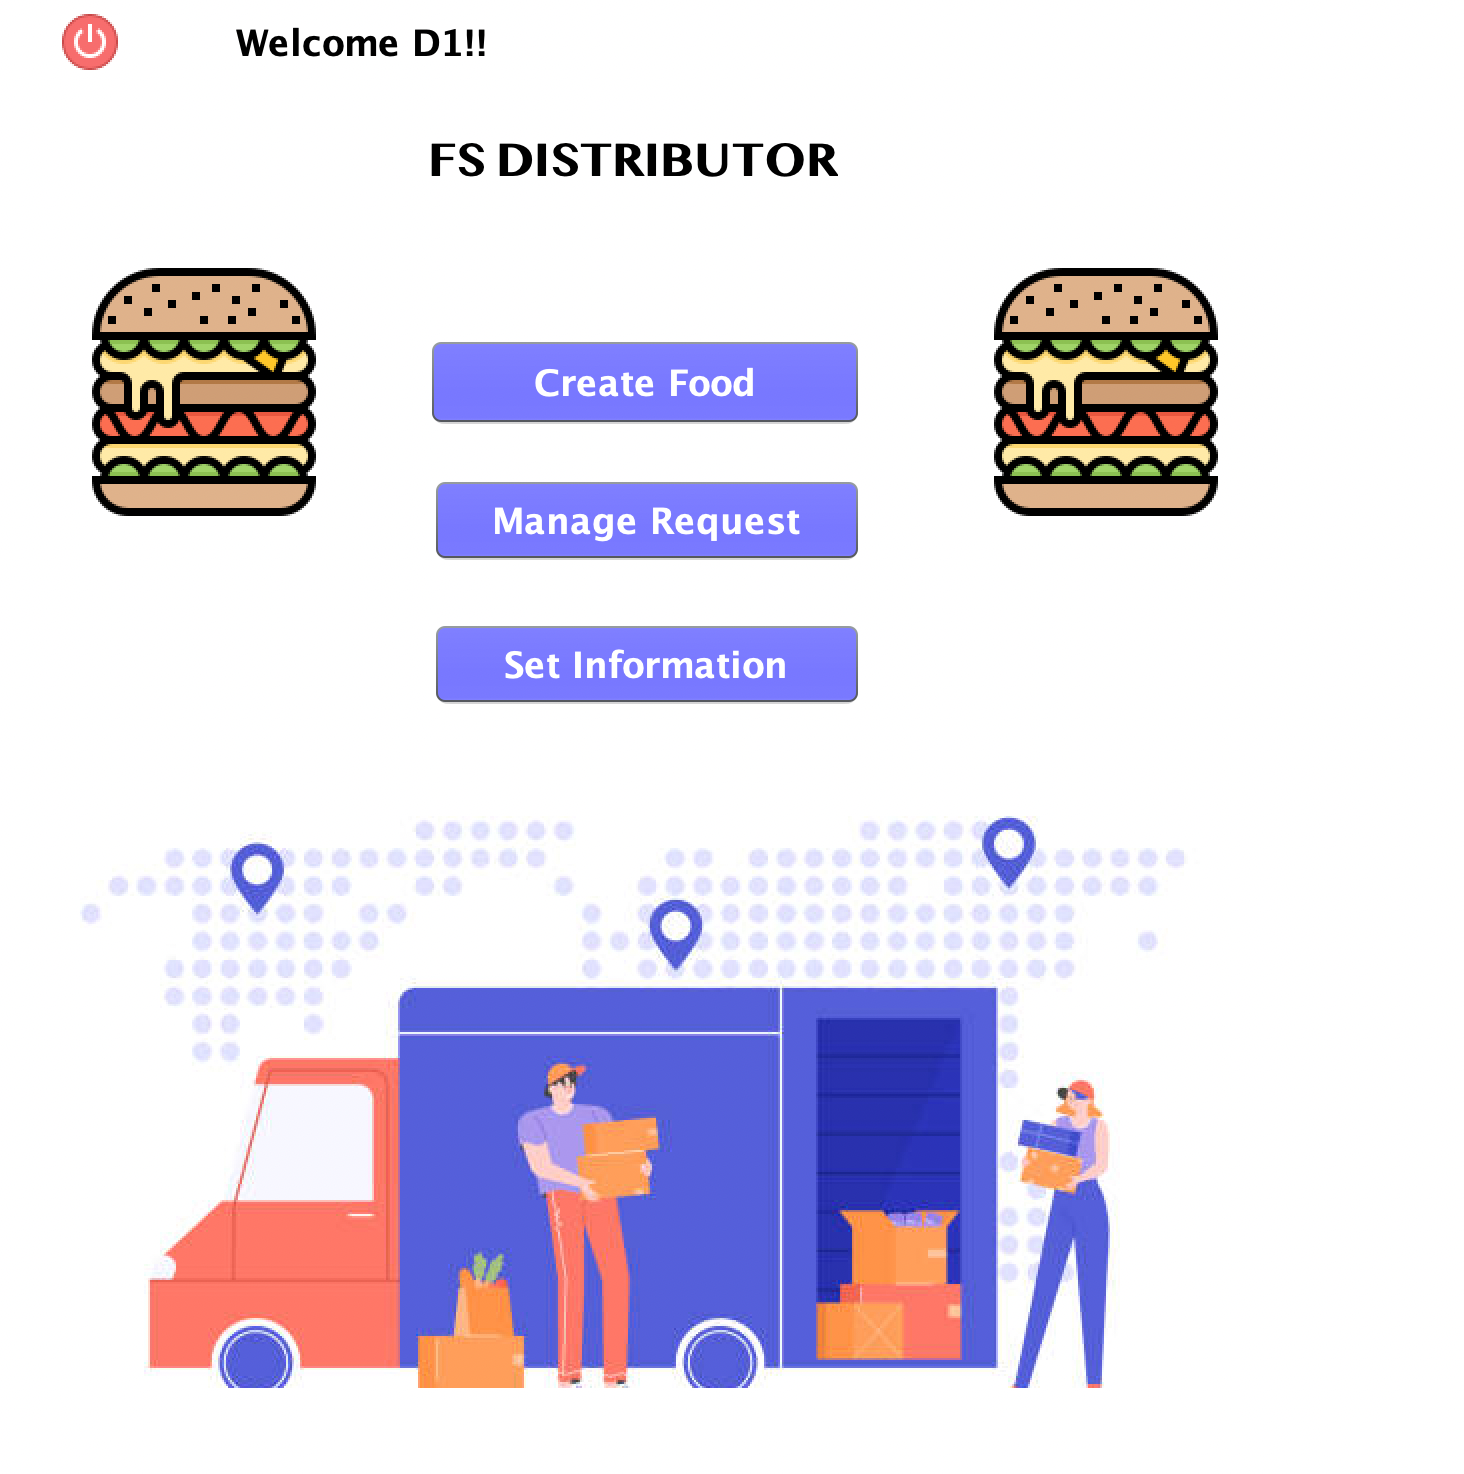 Welcome D1!!
FS DISTRIBUTOR
Create Food
Manage Request
Set Information